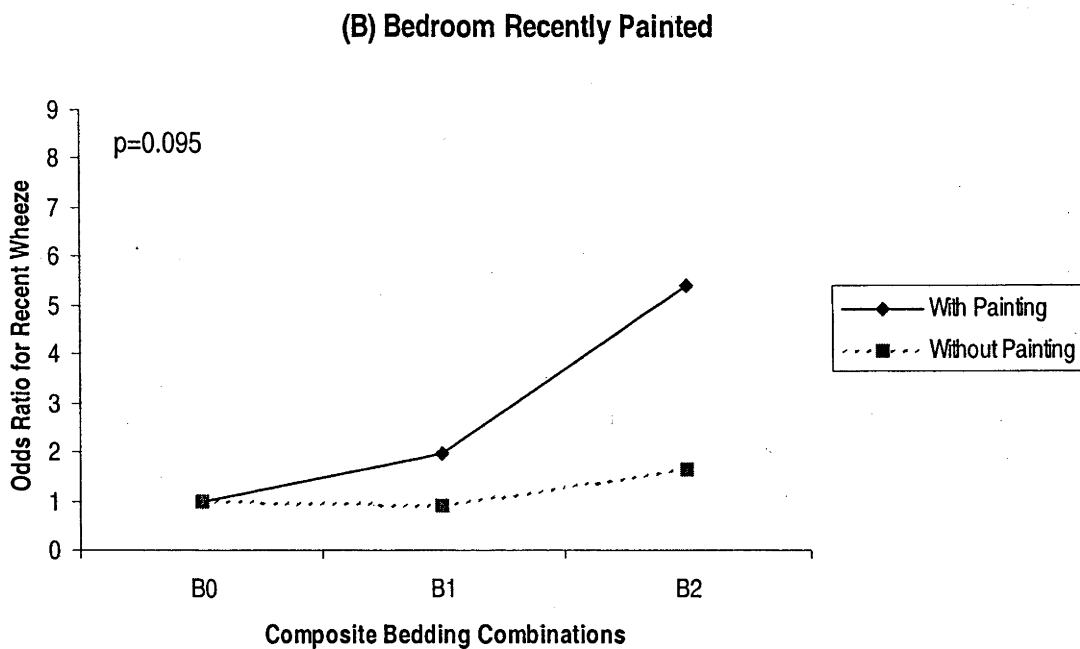 (B) Bedroom Recently Painted
9
8
7
6
5
4
3
2
1
0
p=0.095
Odds Ratio for Recent Wheeze
With Painting
Without Painting
B0
B1
B2
Composite Bedding Combinations